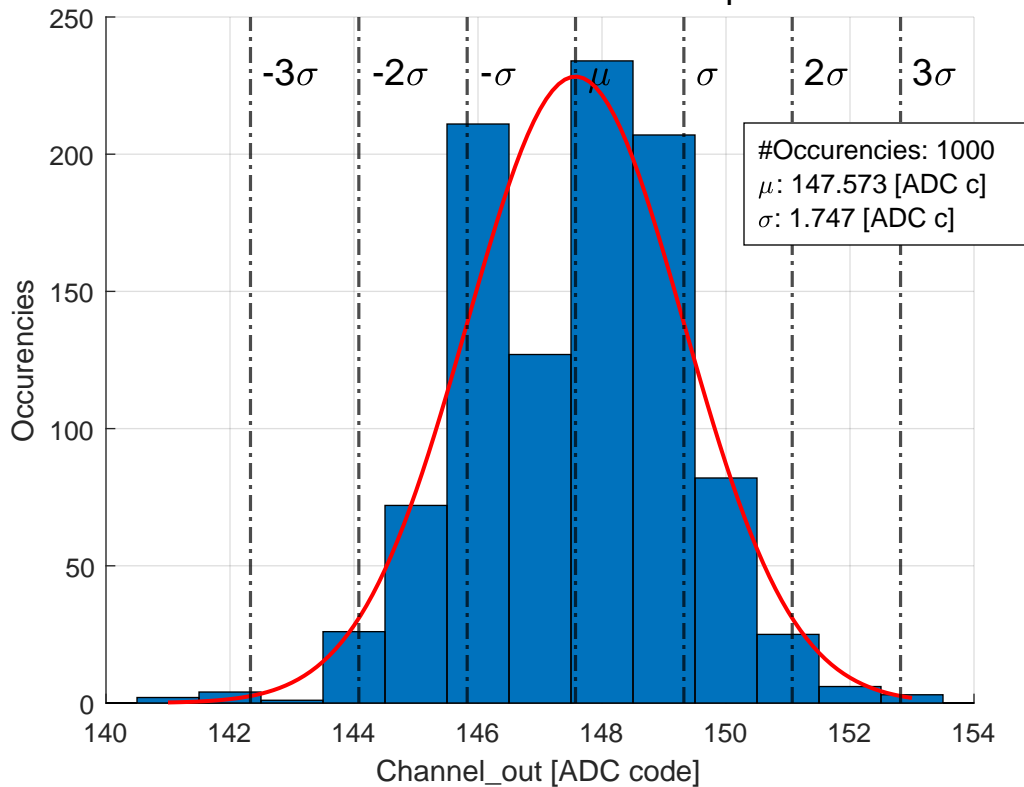 250
200
150
100
50
0
-3σ -2σ -σ μ σ 2σ 3σ
#Occurencies: 1000
μ: 147.573 [ADC c]
σ: 1.747 [ADC c]
Occurencies
140 142 144 146 148 150 152 154
Channel_out [ADC code]